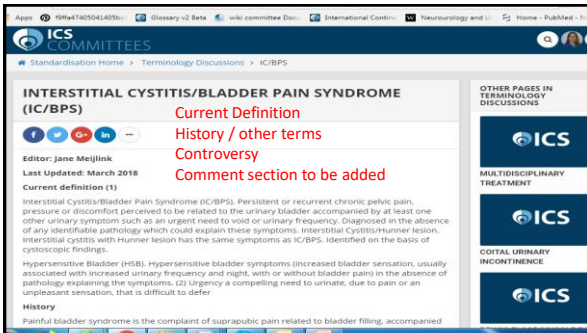 Apps
Glossary v2 Beta
wiki committee Docu
International Contin
Neurourology and U
Home - PubMed - N
ICS
COMMITTEES
Standardisation Home > Terminology Discussions > IC/BPS
INTERSTITIAL CYSTITIS/BLADDER PAIN SYNDROME
(IC/BPS)
Current Definition
History / other terms
Controversy
Comment section to be added
Editor: Jane Meijlink
Last Updated: March 2018
Current definition (1)
Interstitial Cystitis/Bladder Pain Syndrome (IC/BPS). Persistent or recurrent chronic pelvic pain,
pressure or discomfort perceived to be related to the urinary bladder accompanied by at least one
other urinary symptom such as an urgent need to void or urinary frequency. Diagnosed in the absence
of any identifiable pathology which could explain these symptoms. Interstitial Cystitis/Hunner lesion.
Interstitial cystitis with Hunner lesion has the same symptoms as IC/BPS. Identified on the basis of
cystoscopic findings.
Hypersensitive Bladder (HSB). Hypersensitive bladder symptoms (increased bladder sensation, usually
associated with increased urinary frequency and night, with or without bladder pain) in the absence of
pathology explaining the symptoms. (2) Urgency a compelling need to urinate, due to pain or an
unpleasant sensation, that is difficult to defer
History
Painful bladder syndrome is the complaint of suprapubic pain related to bladder filling, accompanied
OTHER PAGES IN
TERMINOLOGY
DISCUSSIONS
ICS
MULTIDISCIPLINARY
TREATMENT
ICS
COITAL URINARY
INCONTINENCE
ICS